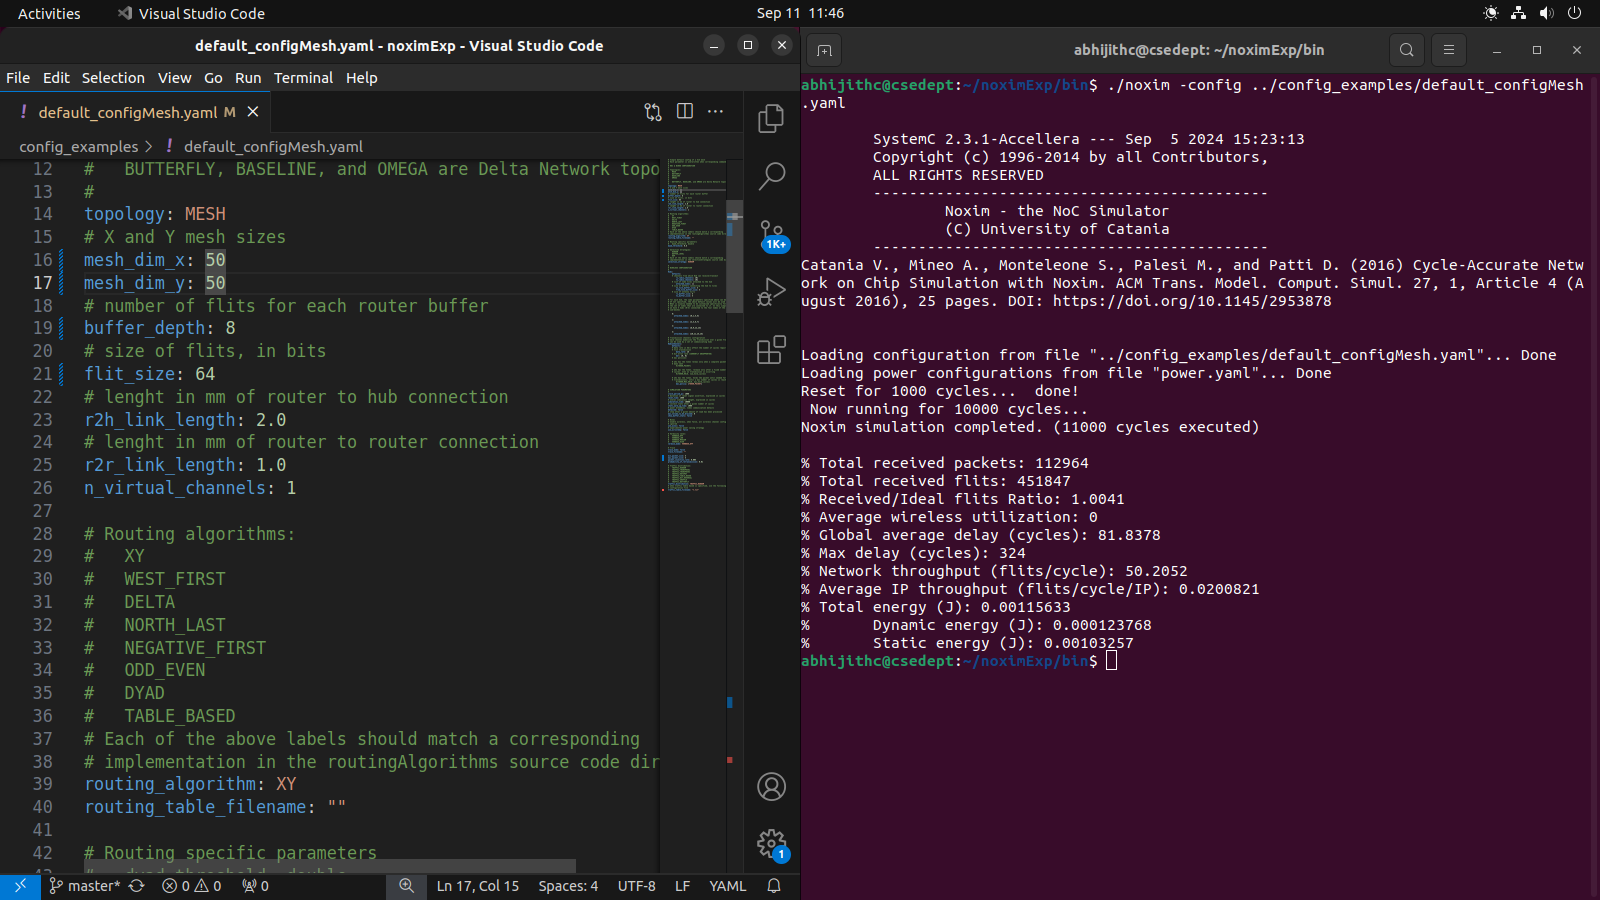 Activities
Visual Studio Code
Sep 11 11:46
default_configMesh.yaml - noximExp - Visual Studio Code
File Edit Selection View Go Run Terminal Help
! default_configMesh.yaml M
config_examples > ! default_configMesh.yaml
12 # BUTTERFLY, BASELINE, and OMEGA are Delta Network topo
13 #
14 topology: MESH
15 # X and Y mesh sizes
16 mesh_dim_x: 50
17 mesh_dim_y: 50
18 # number of flits for each router buffer
19 buffer_depth: 8
20 # size of flits, in bits
21 flit_size: 64
22 # lenght in mm of router to hub connection
23 r2h_link_length: 2.0
24 # lenght in mm of router to router connection
25 r2r_link_length: 1.0
26 n_virtual_channels: 1
27
28 # Routing algorithms:
29 # XY
30 # WEST_FIRST
31 # DELTA
32 # NORTH_LAST
33 # NEGATIVE_FIRST
34 # ODD_EVEN
35 # DYAD
36 # TABLE_BASED
37 # Each of the above labels should match a corresponding
38 # implementation in the routingAlgorithms source code dir
39 routing_algorithm: XY
40 routing_table_filename: ""
41
42 # Routing specific parameters
1K+
1
master* 0 0 0 Ln 17, Col 15 Spaces: 4 UTF-8 LF YAML
abhijithc@csedept: ~/noximExp/bin
abhijithc@csedept:~/noximExp/bin$ ./noxim -config ../config_examples/default_configMesh
.yaml
SystemC 2.3.1-Accellera --- Sep 5 2024 15:23:13
Copyright (c) 1996-2014 by all Contributors,
ALL RIGHTS RESERVED
--------------------------------------------
Noxim - the NoC Simulator
(C) University of Catania
--------------------------------------------
Catania V., Mineo A., Monteleone S., Palesi M., and Patti D. (2016) Cycle-Accurate Netw
ork on Chip Simulation with Noxim. ACM Trans. Model. Comput. Simul. 27, 1, Article 4 (A
ugust 2016), 25 pages. DOI: https://doi.org/10.1145/2953878
Loading configuration from file "../config_examples/default_configMesh.yaml"... Done
Loading power configurations from file "power.yaml"... Done
Reset for 1000 cycles... done!
Now running for 10000 cycles...
Noxim simulation completed. (11000 cycles executed)
% Total received packets: 112964
% Total received flits: 451847
% Received/Ideal flits Ratio: 1.0041
% Average wireless utilization: 0
% Global average delay (cycles): 81.8378
% Max delay (cycles): 324
% Network throughput (flits/cycle): 50.2052
% Average IP throughput (flits/cycle/IP): 0.0200821
% Total energy (J): 0.00115633
% Dynamic energy (J): 0.000123768
% Static energy (J): 0.00103257
abhijithc@csedept:~/noximExp/bin$